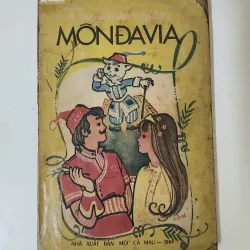 MÔNĐAVIA
NHÀ XUẤT BẢN MŨI CÀ MAU